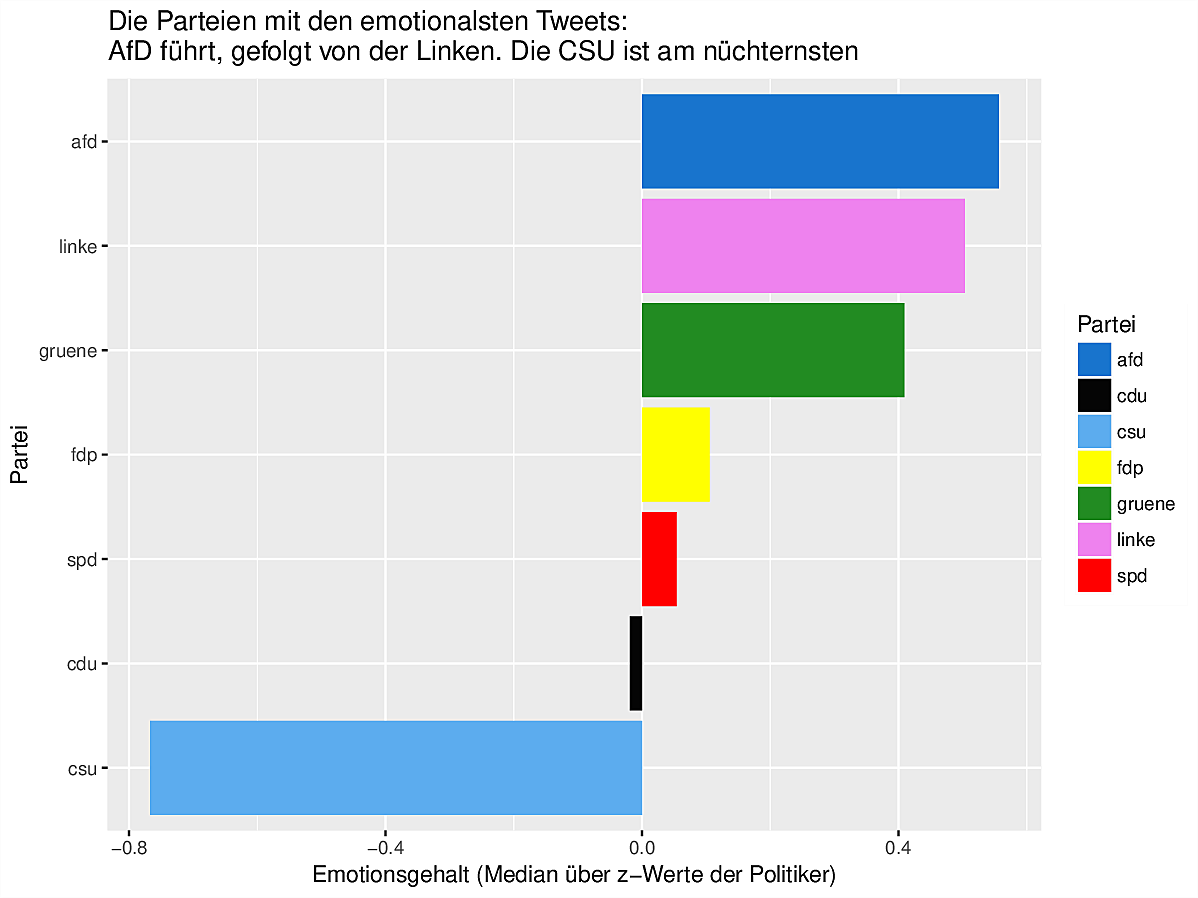 Die Parteien mit den emotionalsten Tweets:
AfD führt, gefolgt von der Linken. Die CSU ist am nüchternsten
Partei
afd
linke
gruene
fdp
spd
cdu
csu
−0.8
−0.4
0.0
0.4
Emotionsgehalt (Median über z−Werte der Politiker)
Partei
afd
cdu
csu
fdp
gruene
linke
spd